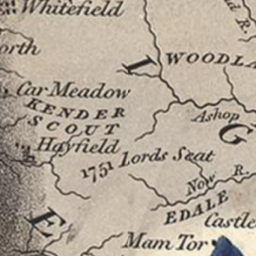 Whitefield
d R.
orth
I
WOODLA
Car Meadow
KENDER
SCOUT
Ashop
G
Hayfield
1751 Lords Seat
Now R.
EDALE
E
Castle
Mam Tor